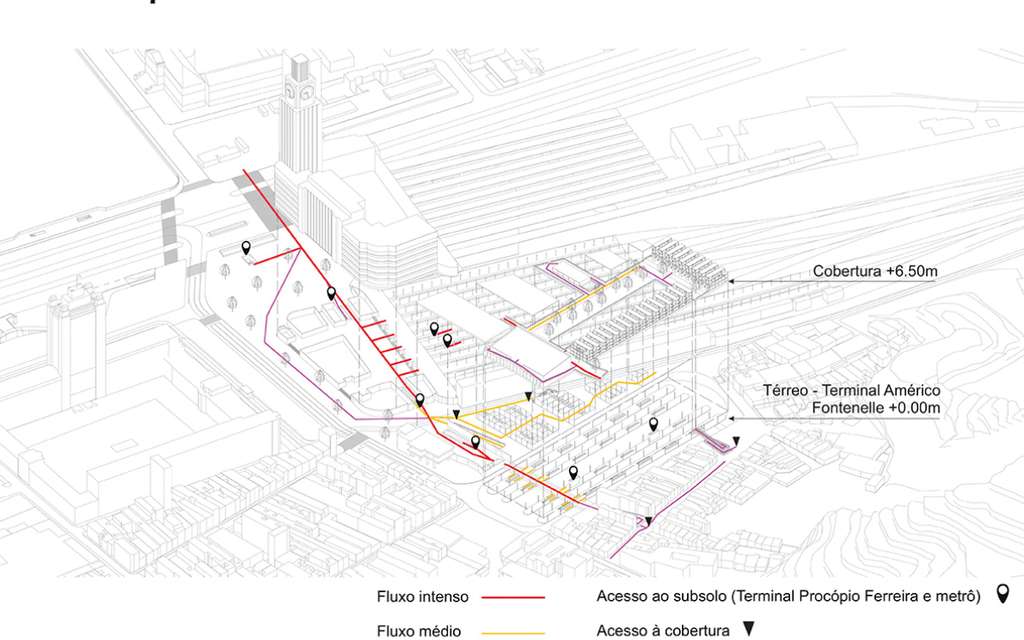 Cobertura +6.50m
Térreo - Terminal Américo
Fontenelle +0.00m
Fluxo intenso
Acesso ao subsolo (Terminal Procópio Ferreira e metrô)
Fluxo médio
Acesso à cobertura